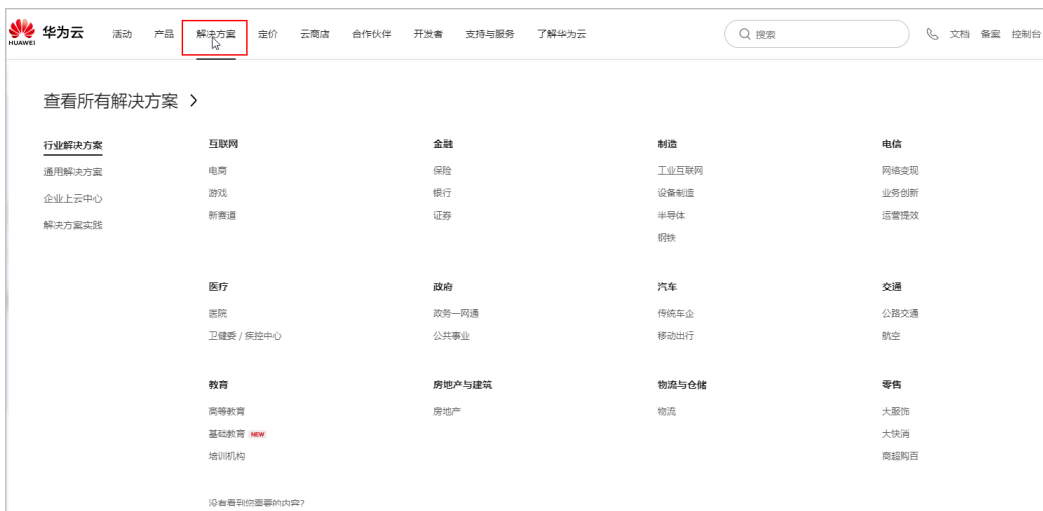 HUAWEI 华为云 活动 产品 解决方案 定价 云商店 合作伙伴 开发者 支持与服务 了解华为云 搜索 文档 备案 控制台
查看所有解决方案
行业解决方案 互联网 金融 制造 电信
通用解决方案 电商 保险 工业互联网 网络变现
企业上云中心 游戏 银行 设备制造 业务创新
解决方案实践 新赛道 证券 半导体 运营提效
钢铁
医疗 政府 汽车 交通
医院 政务一网通 传统车企 公路交通
卫健委 / 疾控中心 公共事业 移动出行 航空
教育 房地产与建筑 物流与仓储 零售
高等教育 房地产 物流 大服饰
基础教育 NEW 大快消
培训机构 商超购百
没有看到您需要的内容?